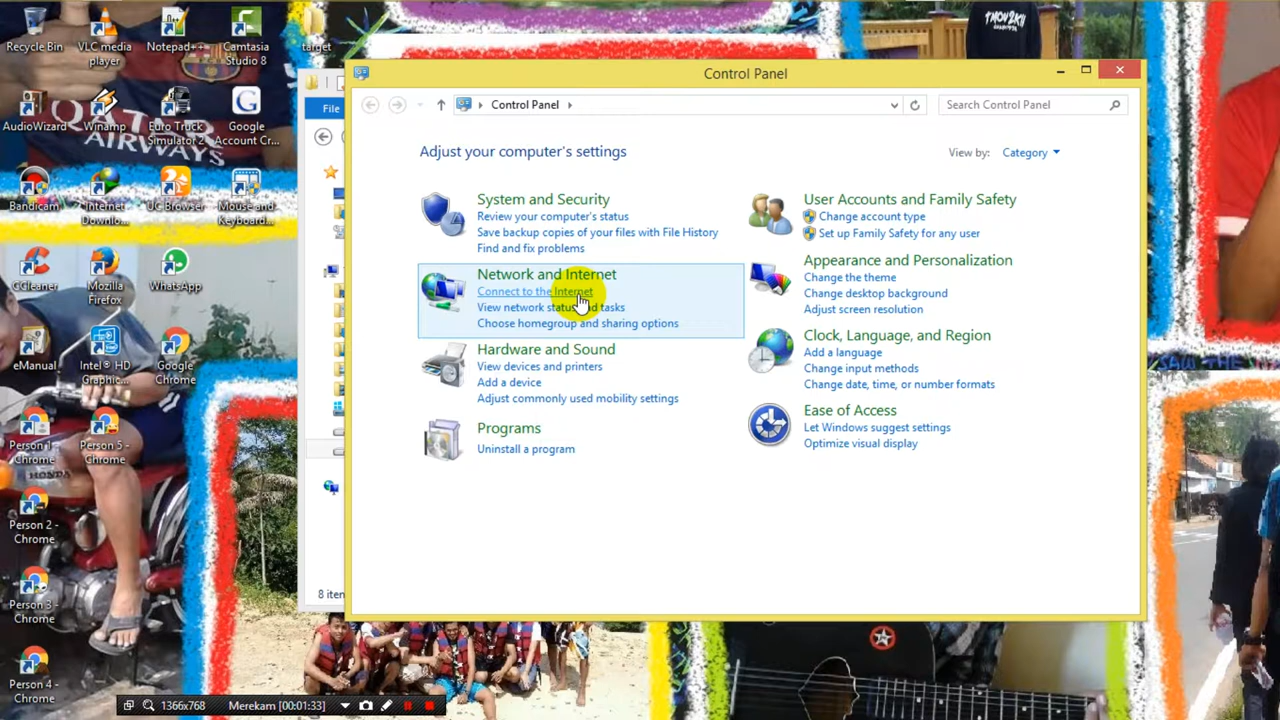 Recycle Bin
VLC media
player
Notepad++
Camtasia
Studio 8
target
AudioWizard
Winamp
Euro Truck
Simulator 2
Google
Account Cr...
Bandicam
Internet
Downlo...
UC Browser
Mouse and
Keyboard...
CCleaner
Mozilla
Firefox
WhatsApp
eManual
Intel® HD
Graphic...
Google
Chrome
Person 1 -
Chrome
Person 5 -
Chrome
Person 2 -
Chrome
Person 3 -
Chrome
Person 4 -
Chrome
QATAR
AIRWAYS
HONDA
File
8 item
Control Panel
Control Panel
Search Control Panel
Adjust your computer's settings
View by: Category
System and Security
Review your computer's status
Save backup copies of your files with File History
Find and fix problems
Network and Internet
Connect to the Internet
View network status and tasks
Choose homegroup and sharing options
Hardware and Sound
View devices and printers
Add a device
Adjust commonly used mobility settings
Programs
Uninstall a program
User Accounts and Family Safety
Change account type
Set up Family Safety for any user
Appearance and Personalization
Change the theme
Change desktop background
Adjust screen resolution
Clock, Language, and Region
Add a language
Change input methods
Change date, time, or number formats
Ease of Access
Let Windows suggest settings
Optimize visual display
SAW THE
1366x768
Merekam [00:01:33]